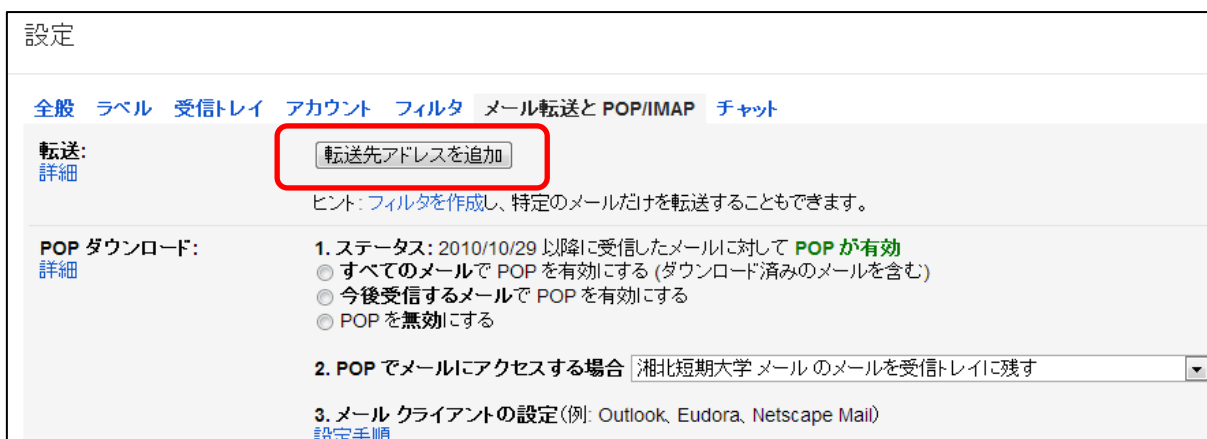 設定
全般 ラベル 受信トレイ アカウント フィルタ メール転送と POP/IMAP チャット
転送:
詳細
転送先アドレスを追加
ヒント: フィルタを作成し、特定のメールだけを転送することもできます。
POP ダウンロード:
詳細
1. ステータス: 2010/10/29 以降に受信したメールに対して POP が有効
すべてのメールで POP を有効にする (ダウンロード済みのメールを含む)
今後受信するメールで POP を有効にする
POP を無効にする
2. POP でメールにアクセスする場合 湘北短期大学 メール のメールを受信トレイに残す
3. メール クライアントの設定(例: Outlook、Eudora、Netscape Mail)
設定手順